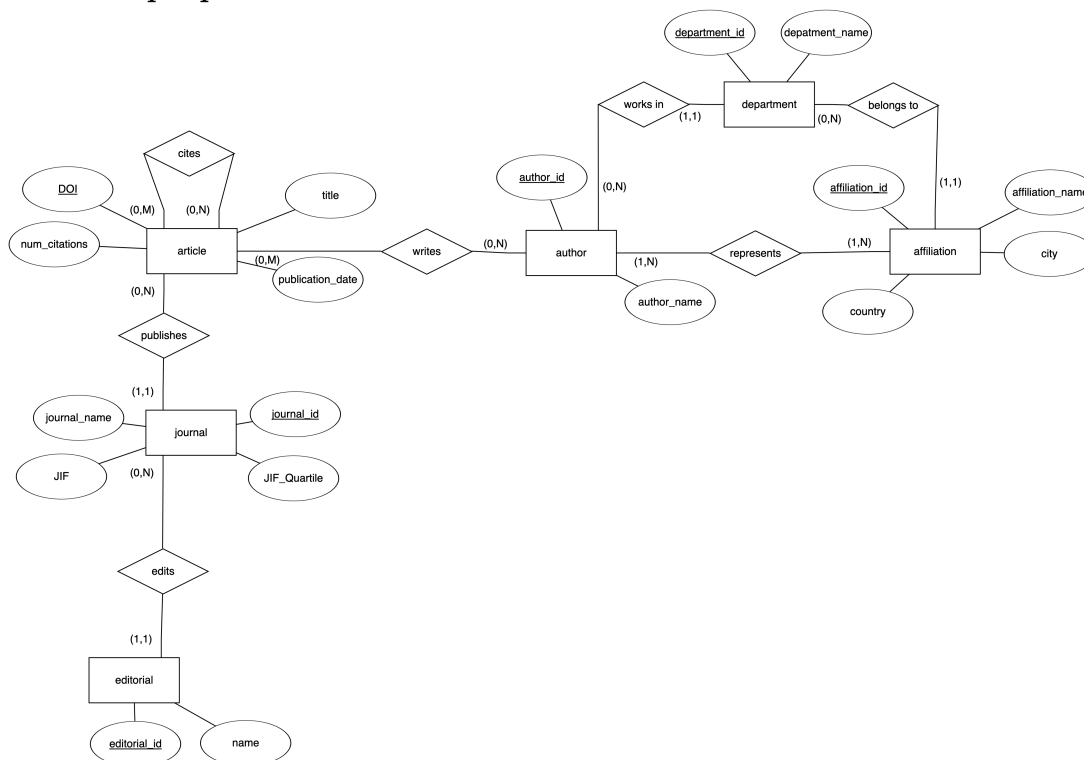 department_id
depatment_name
works in
department
belongs to
(1,1)
(0,N)
cites
DOI
title
author_id
affiliation_id
affiliation_name
(0,M)
(0,N)
(0,N)
(1,1)
num_citations
article
writes
(0,N)
author
represents
affiliation
city
(0,M)
(1,N)
(1,N)
publication_date
(0,N)
author_name
country
publishes
(1,1)
journal_name
journal_id
journal
(0,N)
JIF
JIF_Quartile
edits
(1,1)
editorial
editorial_id
name